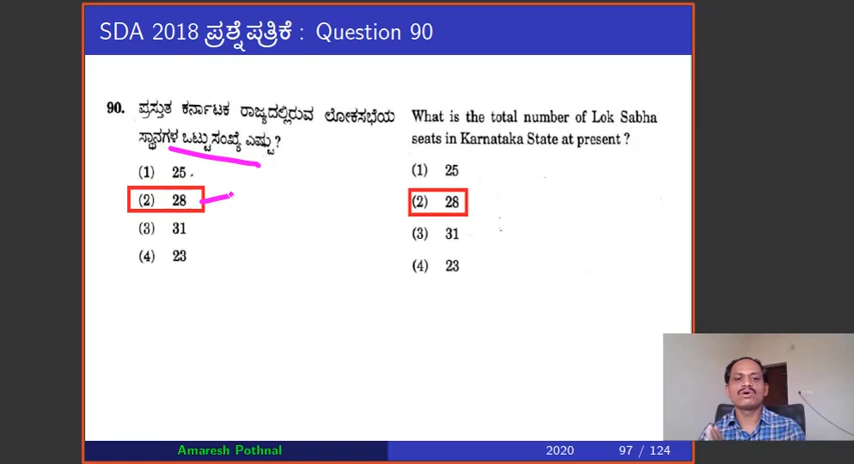 SDA 2018 ಪ್ರಶ್ನೆಪತ್ರಿಕೆ : Question 90
90. ಪ್ರಸ್ತುತ ಕರ್ನಾಟಕ ರಾಜ್ಯದಲ್ಲಿರುವ ಲೋಕಸಭೆಯ
ಸ್ಥಾನಗಳ ಒಟ್ಟು ಸಂಖ್ಯೆ ಎಷ್ಟು ?
(1) 25
(2) 28
(3) 31
(4) 23
What is the total number of Lok Sabha
seats in Karnataka State at present ?
(1) 25
(2) 28
(3) 31
(4) 23
Amaresh Pothnal 2020 97 / 124